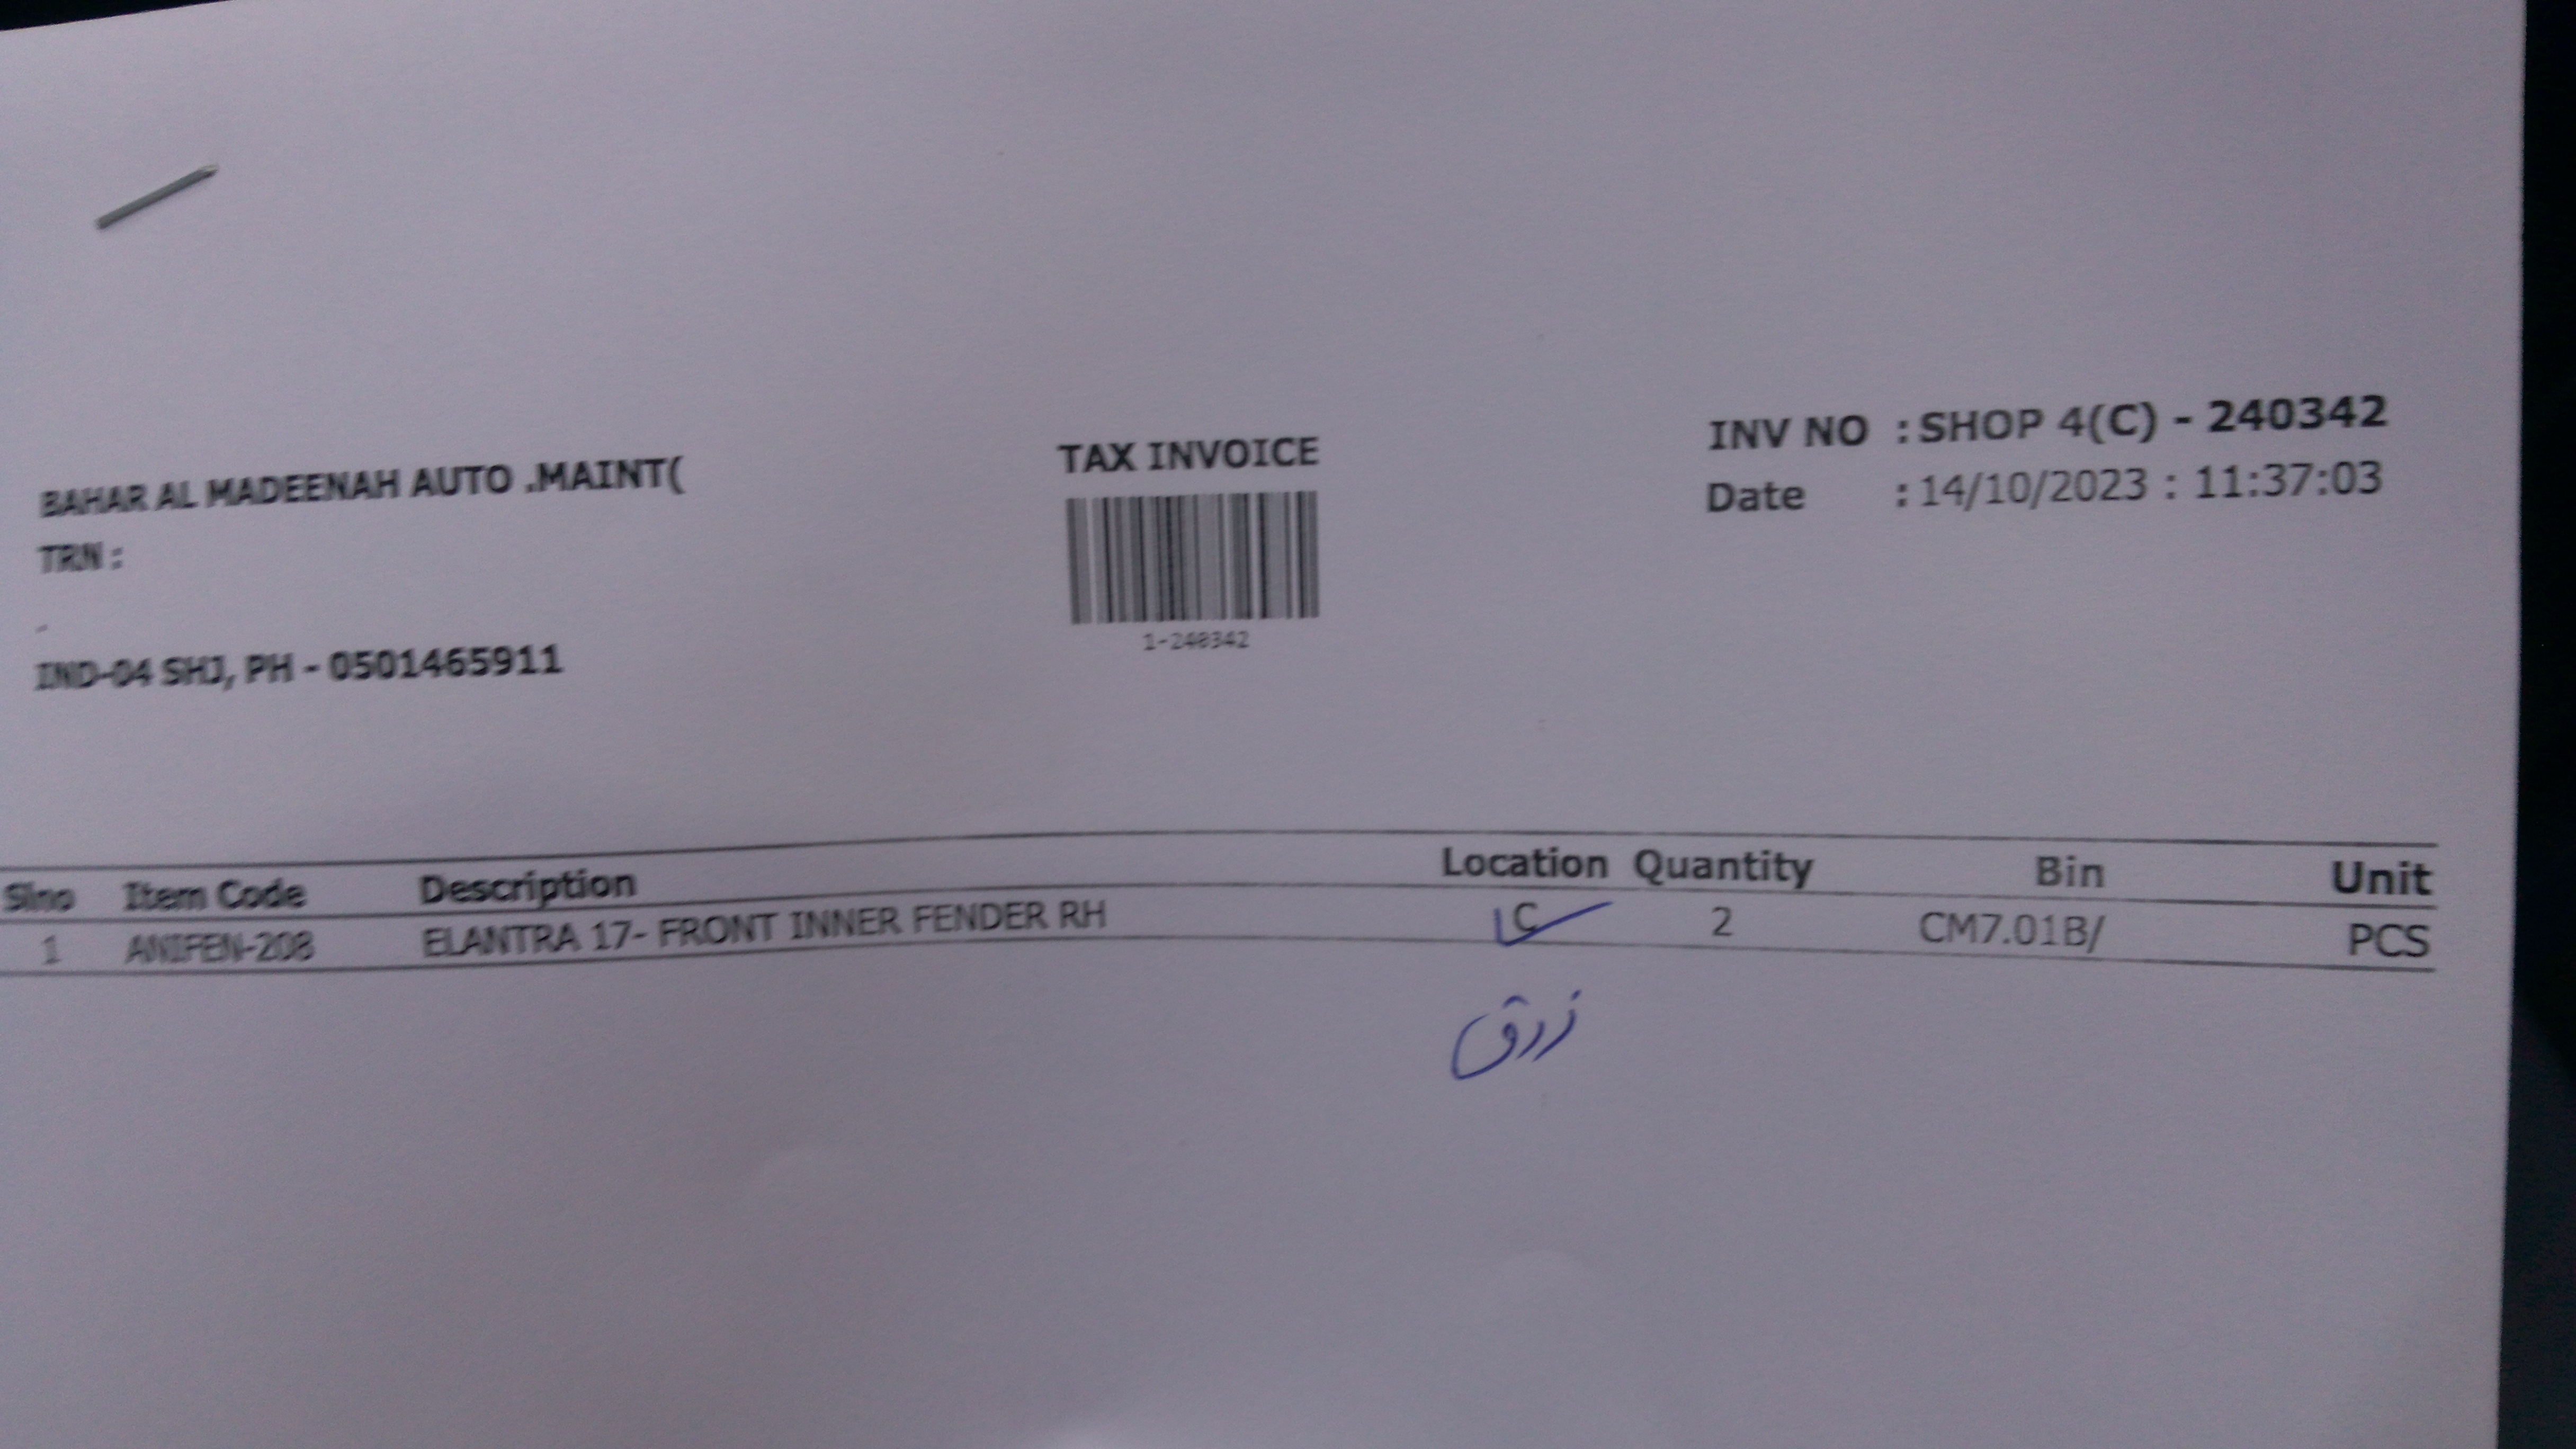 BAHAR AL MADEENAH AUTO .MAINT(
TRN :
IND-04 SHJ, PH - 0501465911
TAX INVOICE
1-240342
INV NO : SHOP 4(C) - 240342
Date : 14/10/2023 : 11:37:03
Slno Item Code Description Location Quantity Bin Unit
1 ANIFEN-208 ELANTRA 17- FRONT INNER FENDER RH C 2 CM7.01B/ PCS
زرق